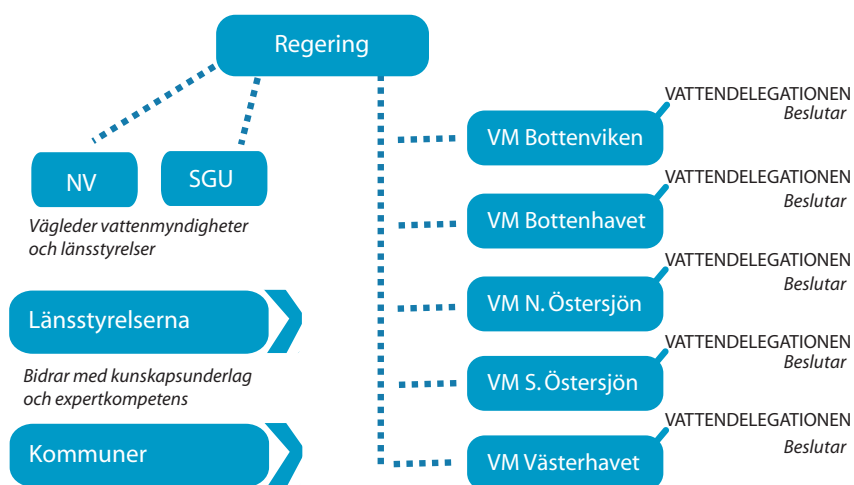 Regering
NV
SGU
Vägleder vattenmyndigheter
och länsstyrelser
Länsstyrelserna
Bidrar med kunskapsunderlag
och expertkompetens
Kommuner
VM Bottenviken
VATTENDELEGATIONEN
Beslutar
VM Bottenhavet
VATTENDELEGATIONEN
Beslutar
VM N. Östersjön
VATTENDELEGATIONEN
Beslutar
VM S. Östersjön
VATTENDELEGATIONEN
Beslutar
VM Västerhavet
VATTENDELEGATIONEN
Beslutar